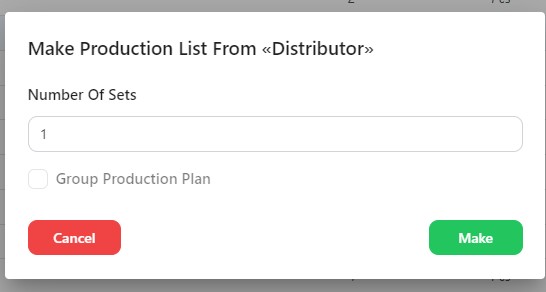 Make Production List From «Distributor»
Number Of Sets
1
Group Production Plan
Cancel
Make